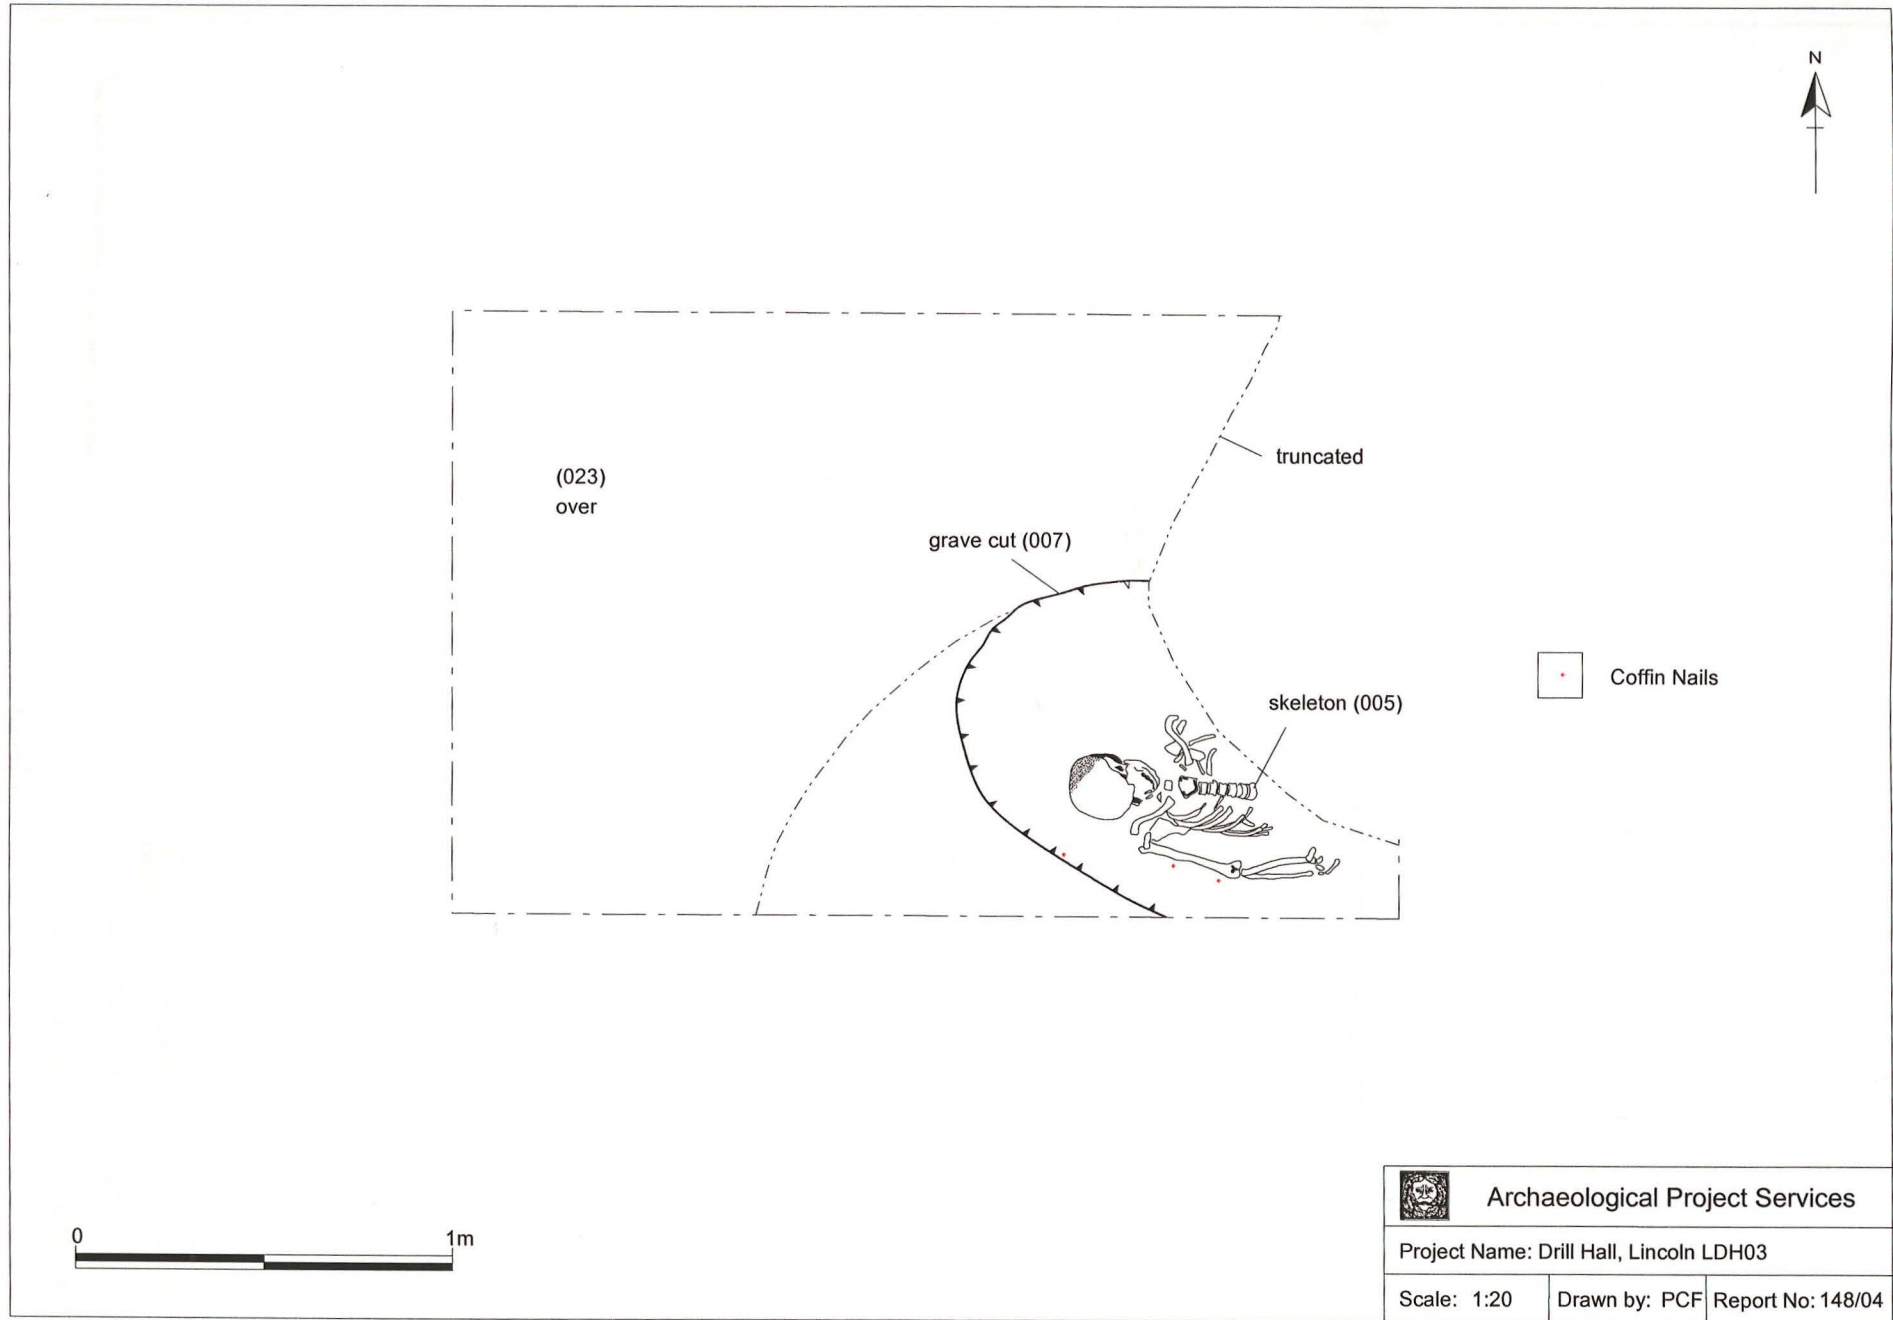 N
truncated
(023)
over
grave cut (007)
skeleton (005)
Coffin Nails
0 1m
Archaeological Project Services
Project Name: Drill Hall, Lincoln LDH03
Scale: 1:20 Drawn by: PCF Report No: 148/04